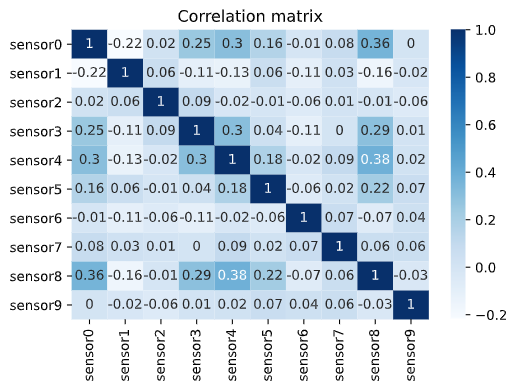 Correlation matrix
sensor0 1 -0.22 0.02 0.25 0.3 0.16 -0.01 0.08 0.36 0
sensor1 -0.22 1 0.06 -0.11 -0.13 0.06 -0.11 0.03 -0.16 -0.02
sensor2 0.02 0.06 1 0.09 -0.02 -0.01 -0.06 0.01 -0.01 -0.06
sensor3 0.25 -0.11 0.09 1 0.3 0.04 -0.11 0 0.29 0.01
sensor4 0.3 -0.13 -0.02 0.3 1 0.18 -0.02 0.09 0.38 0.02
sensor5 0.16 0.06 -0.01 0.04 0.18 1 -0.06 0.02 0.22 0.07
sensor6 -0.01 -0.11 -0.06 -0.11 -0.02 -0.06 1 0.07 -0.07 0.04
sensor7 0.08 0.03 0.01 0 0.09 0.02 0.07 1 0.06 0.06
sensor8 0.36 -0.16 -0.01 0.29 0.38 0.22 -0.07 0.06 1 -0.03
sensor9 0 -0.02 -0.06 0.01 0.02 0.07 0.04 0.06 -0.03 1
sensor0 sensor1 sensor2 sensor3 sensor4 sensor5 sensor6 sensor7 sensor8 sensor9
1.0
0.8
0.6
0.4
0.2
0.0
−0.2